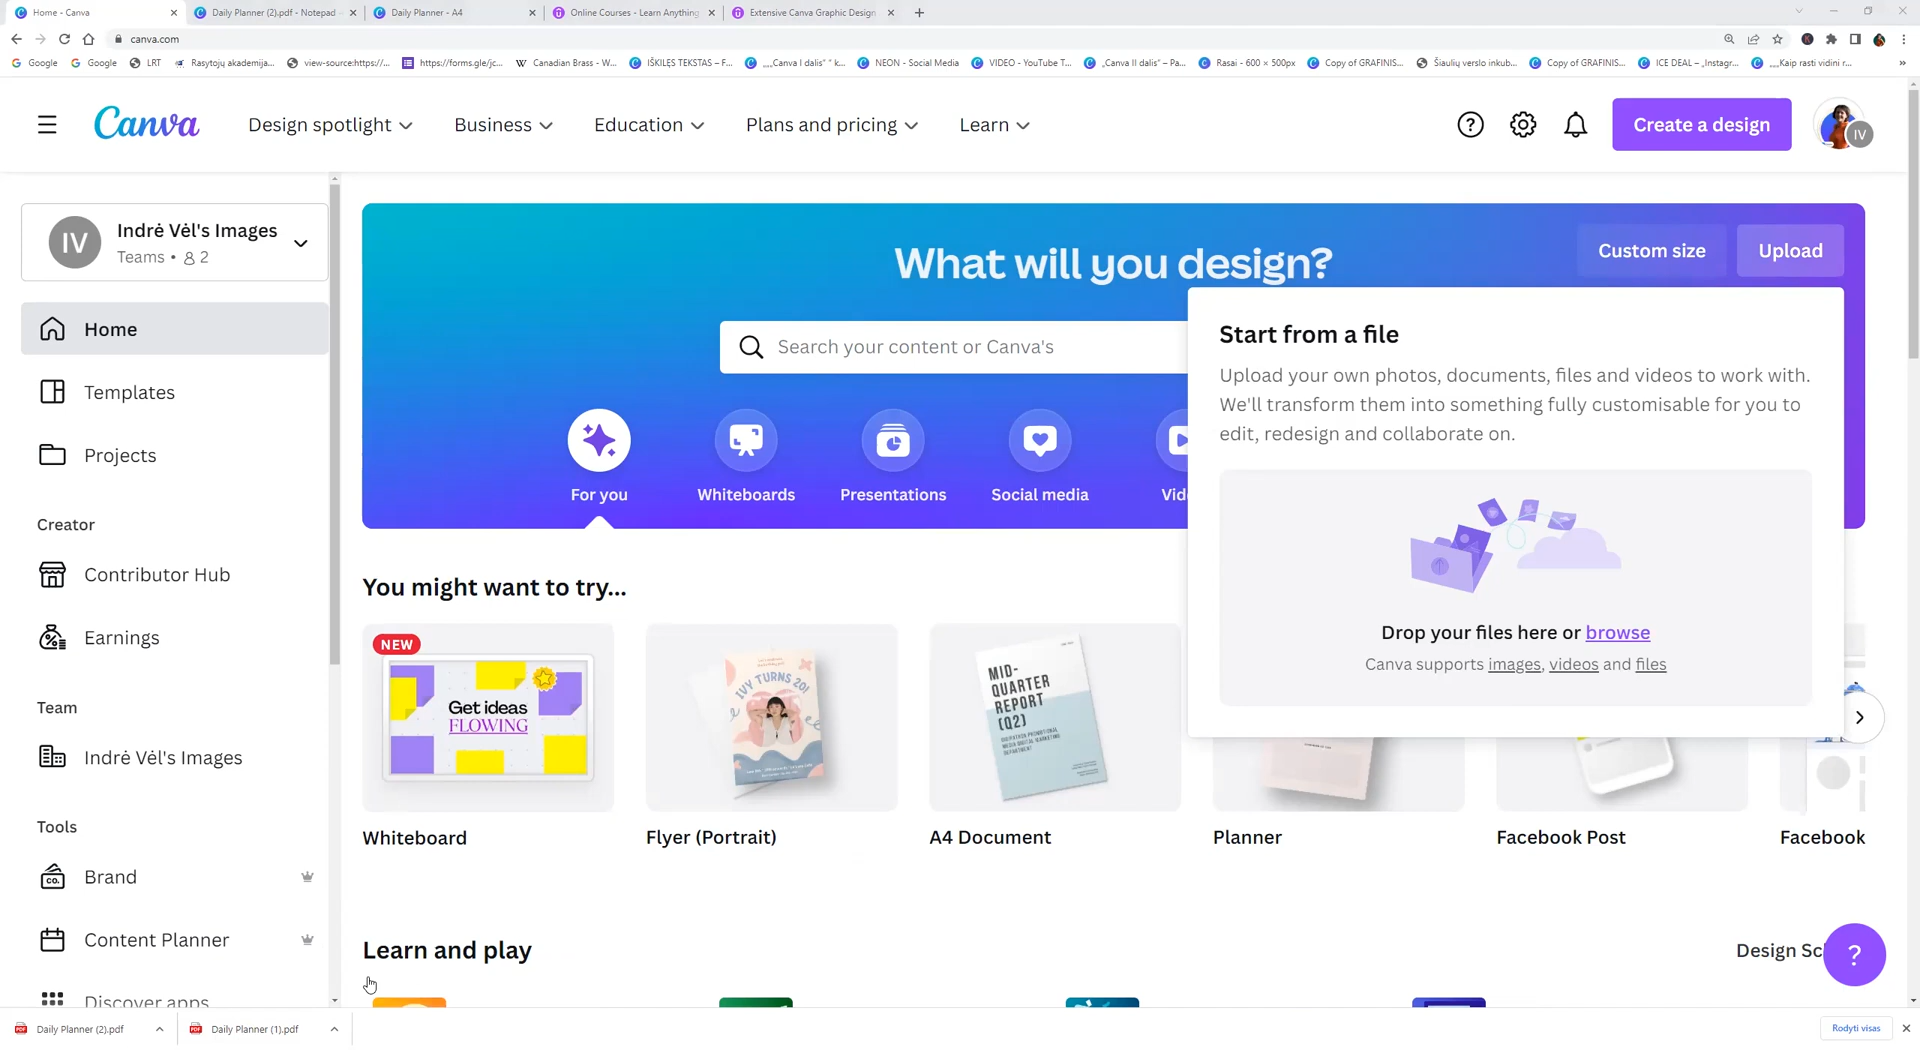 Home - Canva
Daily Planner (2).pdf - Notepad
Daily Planner - A4
Online Courses - Learn Anything
Extensive Canva Graphic Design
canva.com
Google
Google
LRT
Rasytojų akademija...
view-source:https://...
https://forms.gle/jc...
Canadian Brass - W...
IŠKILĘS TEKSTAS – F...
„„Canva I dalis" " k...
NEON - Social Media
VIDEO - YouTube T...
„Canva II dalis" – Pa...
Rasai - 600 × 500px
Copy of GRAFINIS...
Šiaulių verslo inkub...
Copy of GRAFINIS...
ICE DEAL – „Instagr...
„„Kaip rasti vidinį r...
Canva
Design spotlight
Business
Education
Plans and pricing
Learn
Create a design
IV
IV
Indrė Vėl's Images
Teams • 2
Home
Templates
Projects
Creator
Contributor Hub
Earnings
Team
Indrė Vėl's Images
Tools
Brand
Content Planner
Discover apps
What will you design?
Custom size
Upload
Search your content or Canva's
For you
Whiteboards
Presentations
Social media
Vid
Start from a file
Upload your own photos, documents, files and videos to work with.
We'll transform them into something fully customisable for you to
edit, redesign and collaborate on.
Drop your files here or browse
Canva supports images, videos and files
You might want to try...
NEW
Get ideas
FLOWING
IVY TURNS 20!
MID-
QUARTER
REPORT
(Q2)
Whiteboard
Flyer (Portrait)
A4 Document
Planner
Facebook Post
Facebook
Learn and play
Design Sc
?
Daily Planner (2).pdf
Daily Planner (1).pdf
Rodyti visas